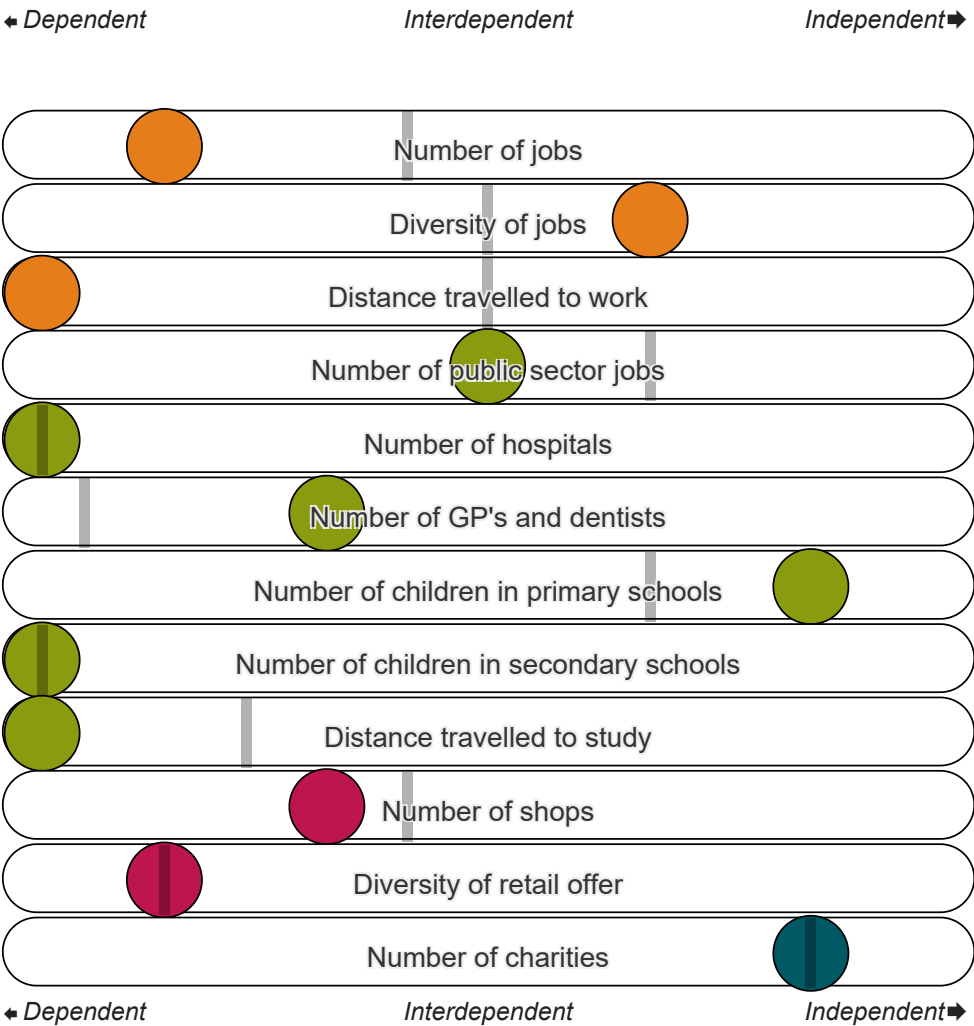 Dependent Interdependent Independent
Number of jobs
Diversity of jobs
Distance travelled to work
Number of public sector jobs
Number of hospitals
Number of GP's and dentists
Number of children in primary schools
Number of children in secondary schools
Distance travelled to study
Number of shops
Diversity of retail offer
Number of charities
Dependent Interdependent Independent